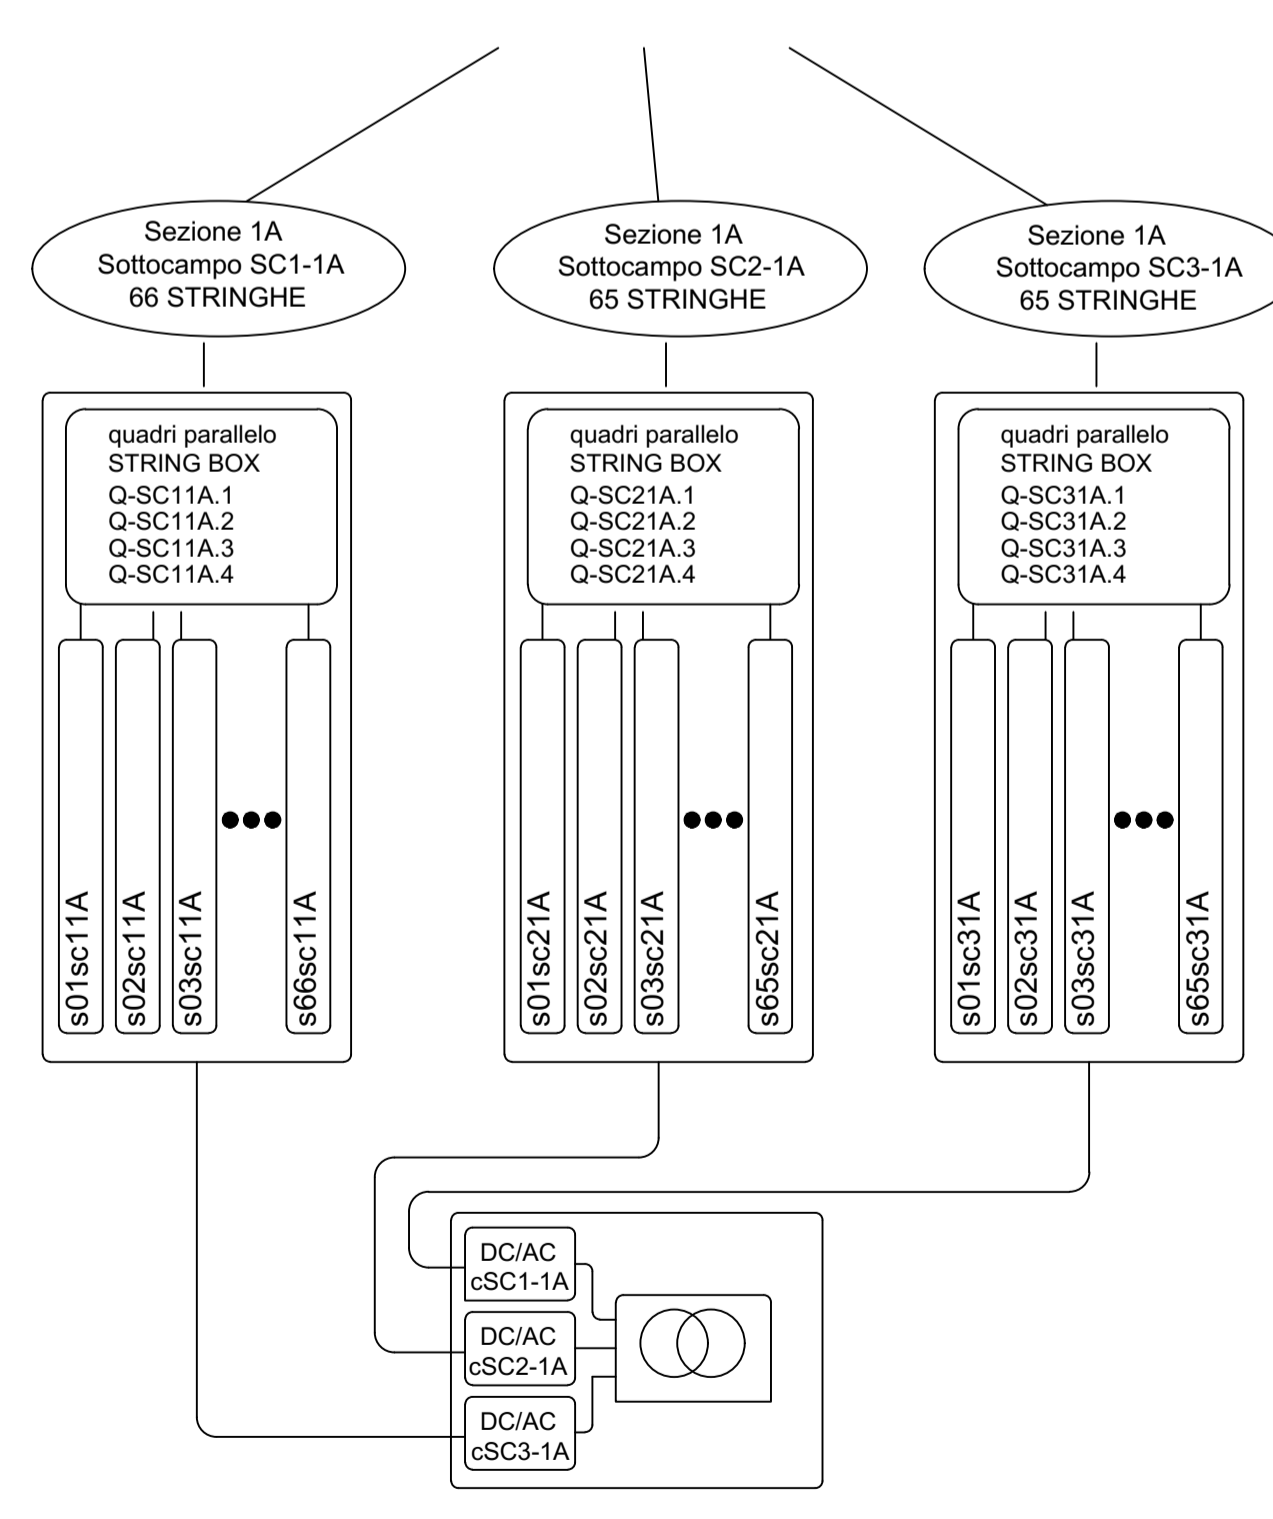 Sezione 1A
Sottocampo SC1-1A
66 STRINGHE
Sezione 1A
Sottocampo SC2-1A
65 STRINGHE
Sezione 1A
Sottocampo SC3-1A
65 STRINGHE
quadri parallelo
STRING BOX
Q-SC11A.1
Q-SC11A.2
Q-SC11A.3
Q-SC11A.4
quadri parallelo
STRING BOX
Q-SC21A.1
Q-SC21A.2
Q-SC21A.3
Q-SC21A.4
quadri parallelo
STRING BOX
Q-SC31A.1
Q-SC31A.2
Q-SC31A.3
Q-SC31A.4
s01sc11A
s02sc11A
s03sc11A
s66sc11A
s01sc21A
s02sc21A
s03sc21A
s65sc21A
s01sc31A
s02sc31A
s03sc31A
s65sc31A
DC/AC
cSC1-1A
DC/AC
cSC2-1A
DC/AC
cSC3-1A